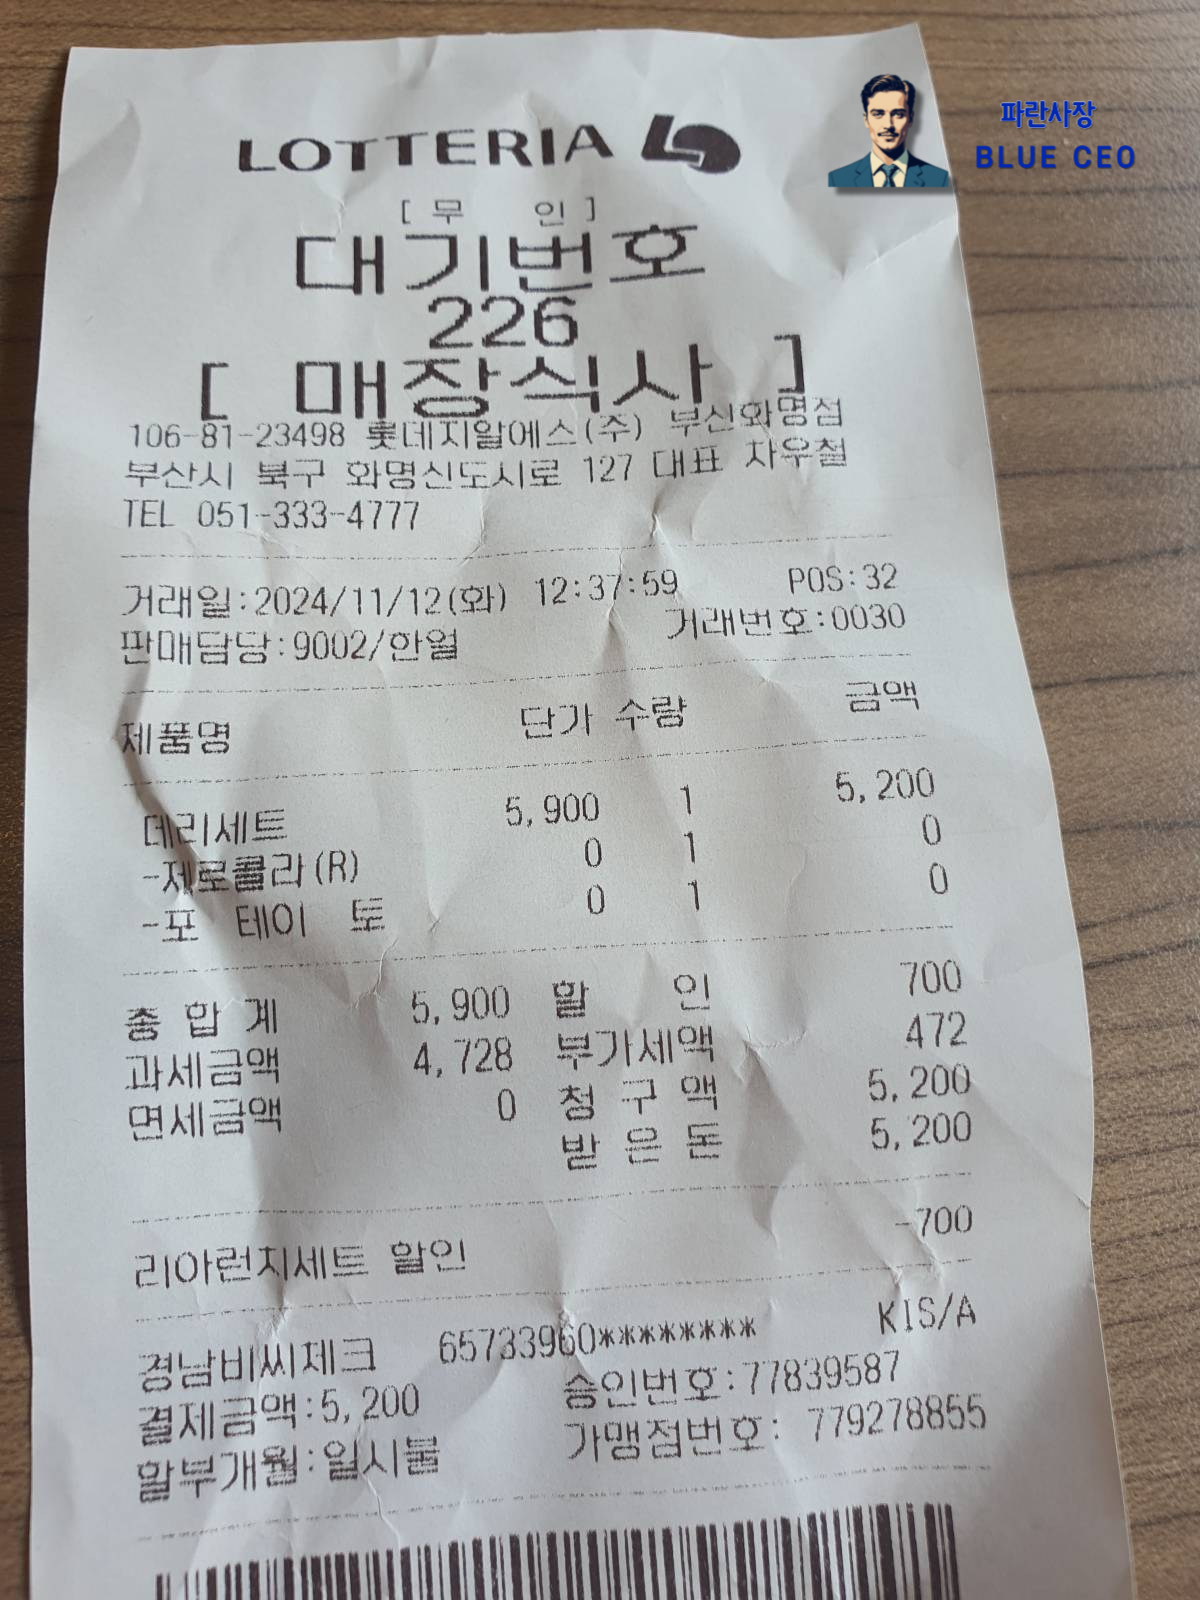 LOTTERIA
파란사장
BLUE CEO
[무 인]
대기번호
226
[ 매장식사 ]
106-81-23498 롯데지알에스(주) 부산화명점
부산시 북구 화명신도시로 127 대표 차우철
TEL 051-333-4777
거래일:2024/11/12(화) 12:37:59 POS:32
판매담당:9002/한얼 거래번호:0030
제품명 단가 수량 금액
데리세트 5,900 1 5,200
-제로콜라(R) 0 1 0
-포 테이 토 0 1 0
총 합 계 5,900 할 인 700
과세금액 4,728 부가세액 472
면세금액 0 청 구 액 5,200
받 은 돈 5,200
리아런치세트 할인 -700
경남비씨체크 65733960******** KIS/A
결제금액:5,200 승인번호:77839587
할부개월:일시불 가맹점번호: 779278855